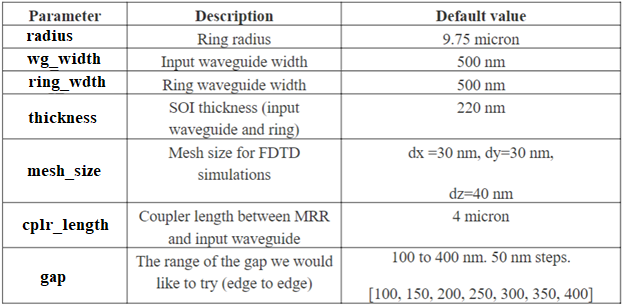 Parameter Description Default value
radius Ring radius 9.75 micron
wg_width Input waveguide width 500 nm
ring_wdth Ring waveguide width 500 nm
thickness SOI thickness (input waveguide and ring) 220 nm
mesh_size Mesh size for FDTD simulations dx =30 nm, dy=30 nm, dz=40 nm
cplr_length Coupler length between MRR and input waveguide 4 micron
gap The range of the gap we would like to try (edge to edge) 100 to 400 nm. 50 nm steps. [100, 150, 200, 250, 300, 350, 400]